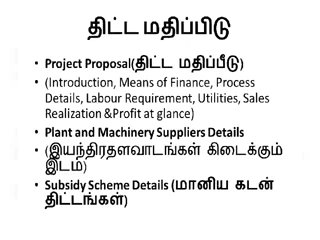 திட்ட மதிப்பிடு
• Project Proposal(திட்ட மதிப்பீடு)
• (Introduction, Means of Finance, Process
Details, Labour Requirement, Utilities, Sales
Realization &Profit at glance)
• Plant and Machinery Suppliers Details
• (இயந்திரதளவாடங்கள் கிடைக்கும்
இடம்)
• Subsidy Scheme Details (மானிய கடன்
திட்டங்கள்)